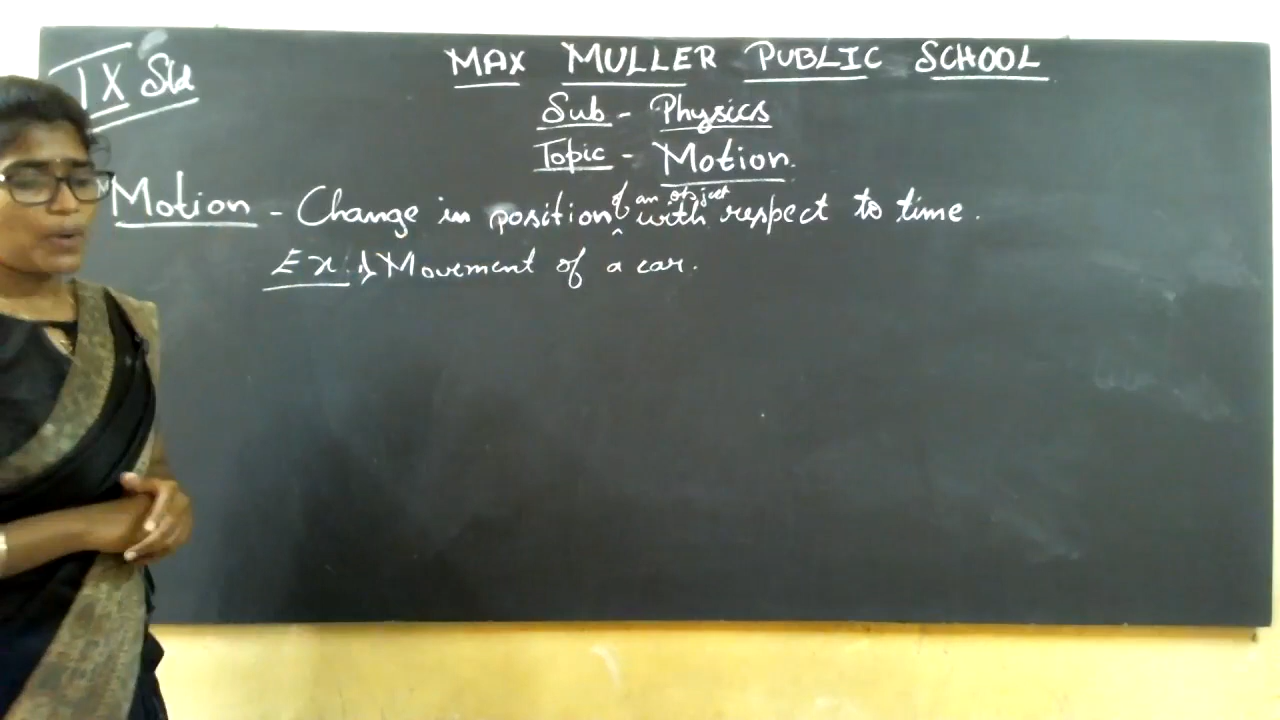 IX Std
MAX MULLER PUBLIC SCHOOL
Sub - Physics
Topic - Motion.
Motion - Change in position of an object with respect to time.
Ex: 1) Movement of a car.